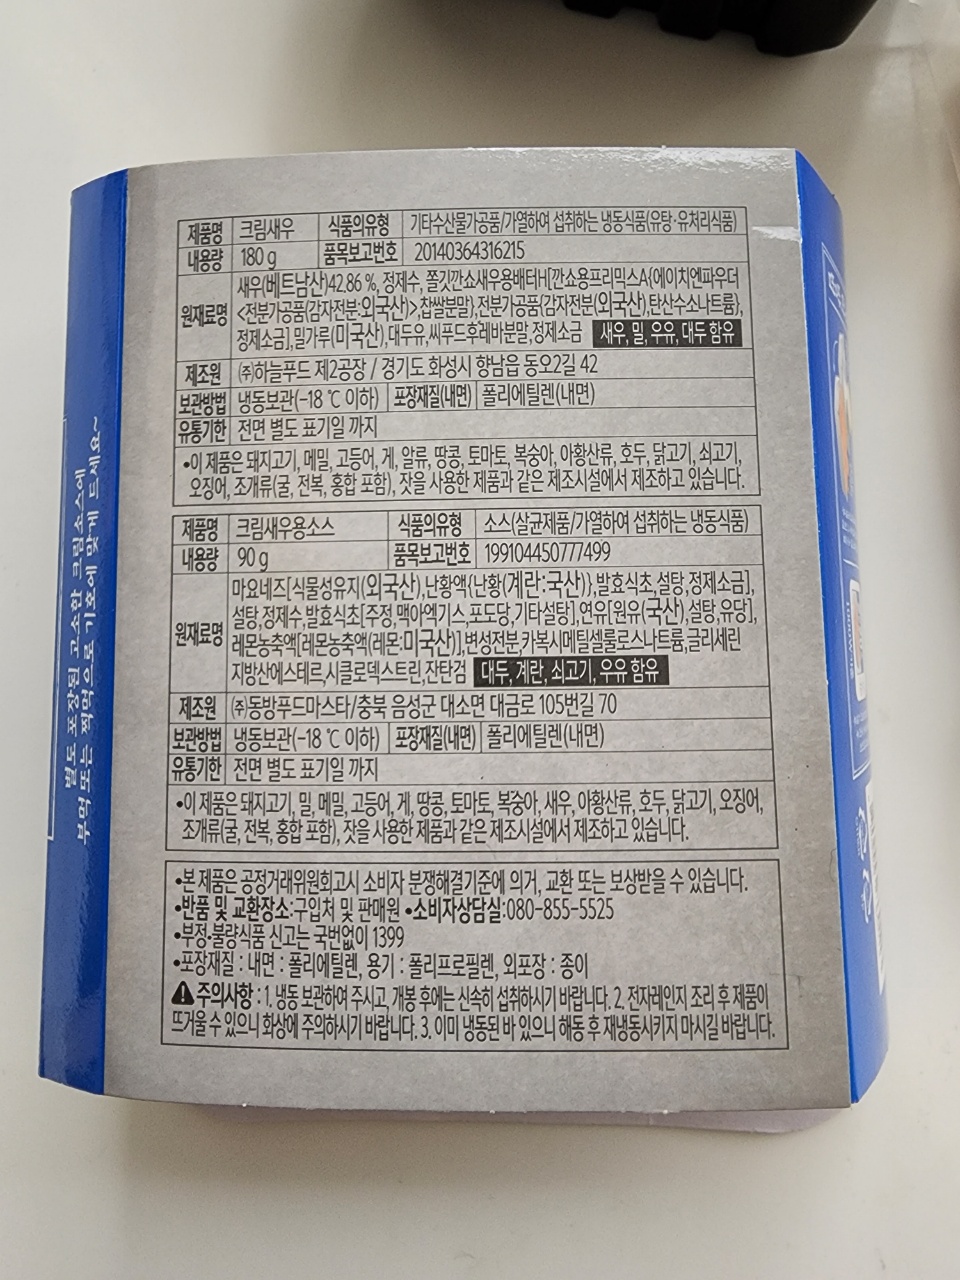 제품명 크림새우 식품의유형 기타수산물가공품/가열하여 섭취하는 냉동식품(유탕·유처리식품)
내용량 180 g 품목보고번호 20140364316215
원재료명 새우(베트남산)42.86 %, 정제수, 쫄깃깐쇼새우용배터H[깐쇼용프리믹스A{에이치엔파우더
<전분가공품(감자전분:외국산)>,찹쌀분말},전분가공품{감자전분(외국산),탄산수소나트륨},
정제소금],밀가루(미국산),대두유,씨푸드후레바분말,정제소금 새우, 밀, 우유, 대두 함유
제조원 ㈜하늘푸드 제2공장 / 경기도 화성시 향남읍 동오2길 42
보관방법 냉동보관(-18 ℃ 이하) 포장재질(내면) 폴리에틸렌(내면)
유통기한 전면 별도 표기일 까지
•이 제품은 돼지고기, 메밀, 고등어, 게, 알류, 땅콩, 토마토, 복숭아, 아황산류, 호두, 닭고기, 쇠고기,
오징어, 조개류(굴, 전복, 홍합 포함), 잣을 사용한 제품과 같은 제조시설에서 제조하고 있습니다.
제품명 크림새우용소스 식품의유형 소스(살균제품/가열하여 섭취하는 냉동식품)
내용량 90 g 품목보고번호 199104450777499
원재료명 마요네즈[식물성유지(외국산),난황액{난황(계란:국산)},발효식초,설탕,정제소금],
설탕,정제수,발효식초[주정,맥아엑기스,포도당,기타설탕],연유[원유(국산),설탕,유당],
레몬농축액[레몬농축액(레몬:미국산)],변성전분,카복시메틸셀룰로스나트륨,글리세린
지방산에스테르,시클로덱스트린,잔탄검 대두, 계란, 쇠고기, 우유 함유
제조원 ㈜동방푸드마스타/충북 음성군 대소면 대금로 105번길 70
보관방법 냉동보관(-18 ℃ 이하) 포장재질(내면) 폴리에틸렌(내면)
유통기한 전면 별도 표기일 까지
•이 제품은 돼지고기, 밀, 메밀, 고등어, 게, 땅콩, 토마토, 복숭아, 새우, 아황산류, 호두, 닭고기, 오징어,
조개류(굴, 전복, 홍합 포함), 잣을 사용한 제품과 같은 제조시설에서 제조하고 있습니다.
•본 제품은 공정거래위원회고시 소비자 분쟁해결기준에 의거, 교환 또는 보상받을 수 있습니다.
•반품 및 교환장소:구입처 및 판매원 •소비자상담실:080-855-5525
•부정·불량식품 신고는 국번없이 1399
•포장재질 : 내면 : 폴리에틸렌, 용기 : 폴리프로필렌, 외포장 : 종이
주의사항 : 1. 냉동 보관하여 주시고, 개봉 후에는 신속히 섭취하시기 바랍니다. 2. 전자레인지 조리 후 제품이
뜨거울 수 있으니 화상에 주의하시기 바랍니다. 3. 이미 냉동된 바 있으니 해동 후 재냉동시키지 마시길 바랍니다.
별도 포장된 고소한 크림소스에
부먹 또는 찍먹으로 기호에 맞게 드세요~